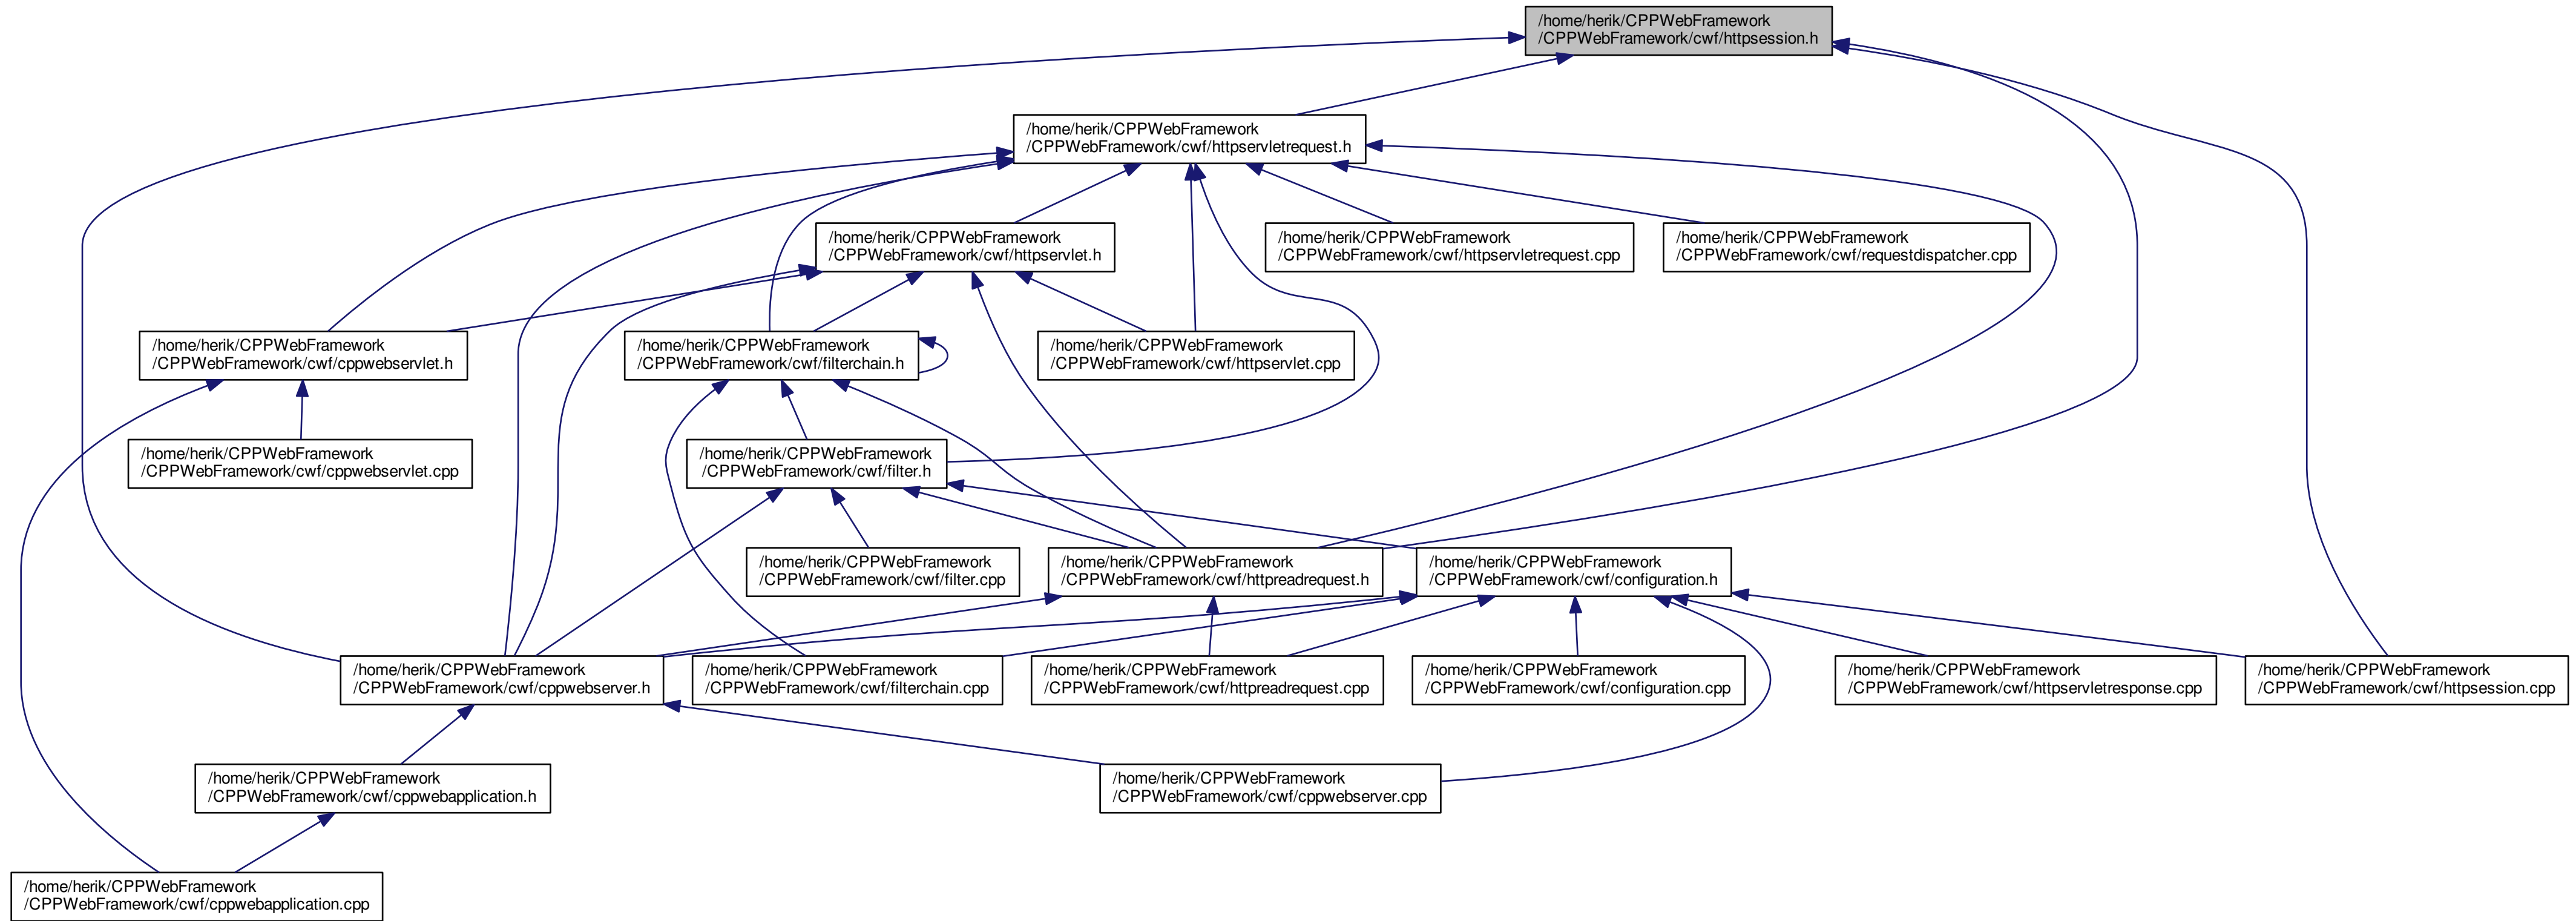 /home/herik/CPPWebFramework
/CPPWebFramework/cwf/httpsession.h
/home/herik/CPPWebFramework
/CPPWebFramework/cwf/httpservletrequest.h
/home/herik/CPPWebFramework
/CPPWebFramework/cwf/httpservlet.h
/home/herik/CPPWebFramework
/CPPWebFramework/cwf/httpservletrequest.cpp
/home/herik/CPPWebFramework
/CPPWebFramework/cwf/requestdispatcher.cpp
/home/herik/CPPWebFramework
/CPPWebFramework/cwf/cppwebservlet.h
/home/herik/CPPWebFramework
/CPPWebFramework/cwf/filterchain.h
/home/herik/CPPWebFramework
/CPPWebFramework/cwf/httpservlet.cpp
/home/herik/CPPWebFramework
/CPPWebFramework/cwf/cppwebservlet.cpp
/home/herik/CPPWebFramework
/CPPWebFramework/cwf/filter.h
/home/herik/CPPWebFramework
/CPPWebFramework/cwf/filter.cpp
/home/herik/CPPWebFramework
/CPPWebFramework/cwf/httpreadrequest.h
/home/herik/CPPWebFramework
/CPPWebFramework/cwf/configuration.h
/home/herik/CPPWebFramework
/CPPWebFramework/cwf/cppwebserver.h
/home/herik/CPPWebFramework
/CPPWebFramework/cwf/filterchain.cpp
/home/herik/CPPWebFramework
/CPPWebFramework/cwf/httpreadrequest.cpp
/home/herik/CPPWebFramework
/CPPWebFramework/cwf/configuration.cpp
/home/herik/CPPWebFramework
/CPPWebFramework/cwf/httpservletresponse.cpp
/home/herik/CPPWebFramework
/CPPWebFramework/cwf/httpsession.cpp
/home/herik/CPPWebFramework
/CPPWebFramework/cwf/cppwebapplication.h
/home/herik/CPPWebFramework
/CPPWebFramework/cwf/cppwebserver.cpp
/home/herik/CPPWebFramework
/CPPWebFramework/cwf/cppwebapplication.cpp